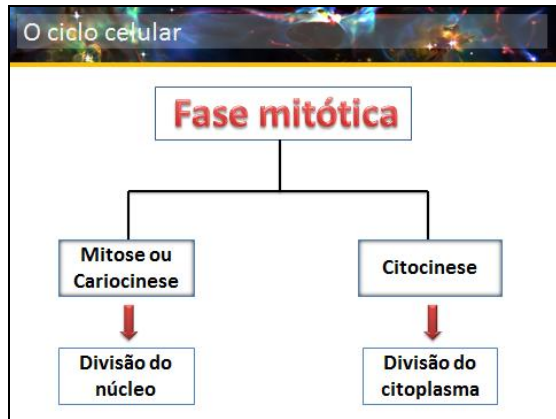 O ciclo celular
Fase mitótica
Mitose ou
Cariocinese
Citocinese
Divisão do
núcleo
Divisão do
citoplasma